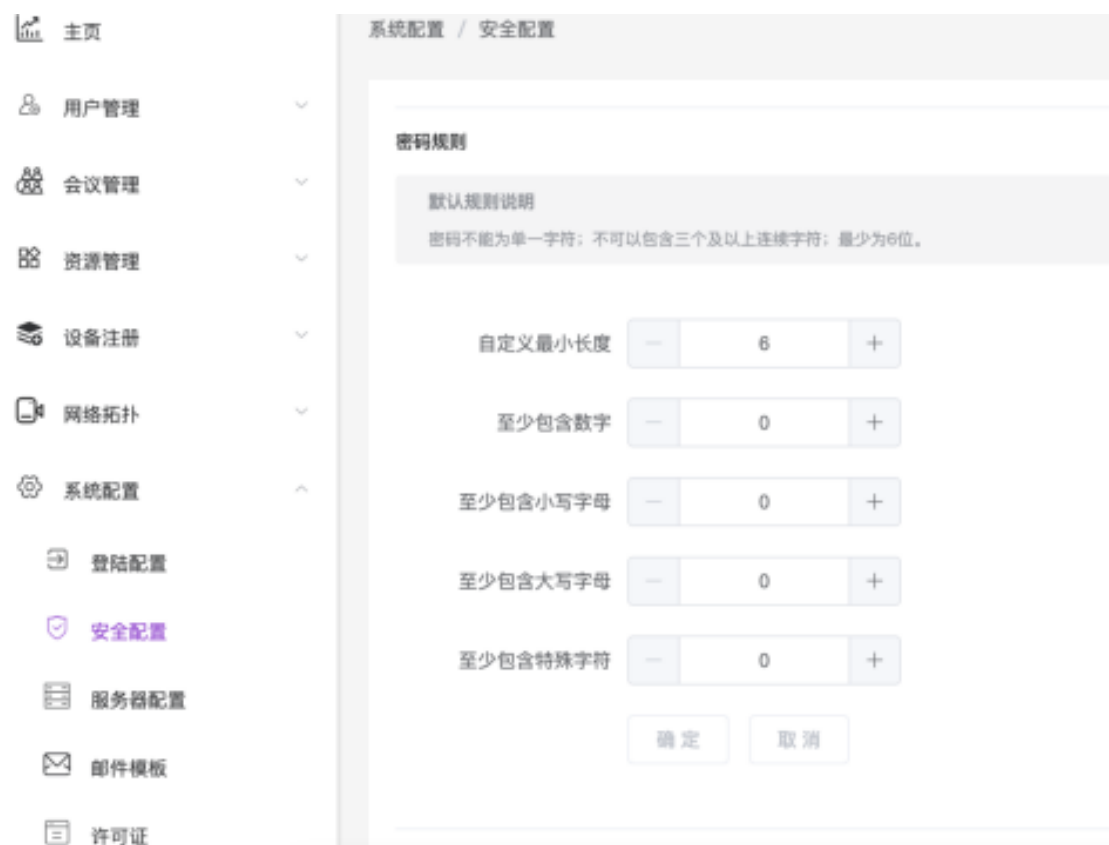 主页
用户管理
会议管理
资源管理
设备注册
网络拓扑
系统配置
登陆配置
安全配置
服务器配置
邮件模板
许可证
系统配置 / 安全配置
密码规则
默认规则说明
密码不能为单一字符；不可以包含三个及以上连续字符；最少为6位。
自定义最小长度 － 6 ＋
至少包含数字 － 0 ＋
至少包含小写字母 － 0 ＋
至少包含大写字母 － 0 ＋
至少包含特殊字符 － 0 ＋
确定 取消